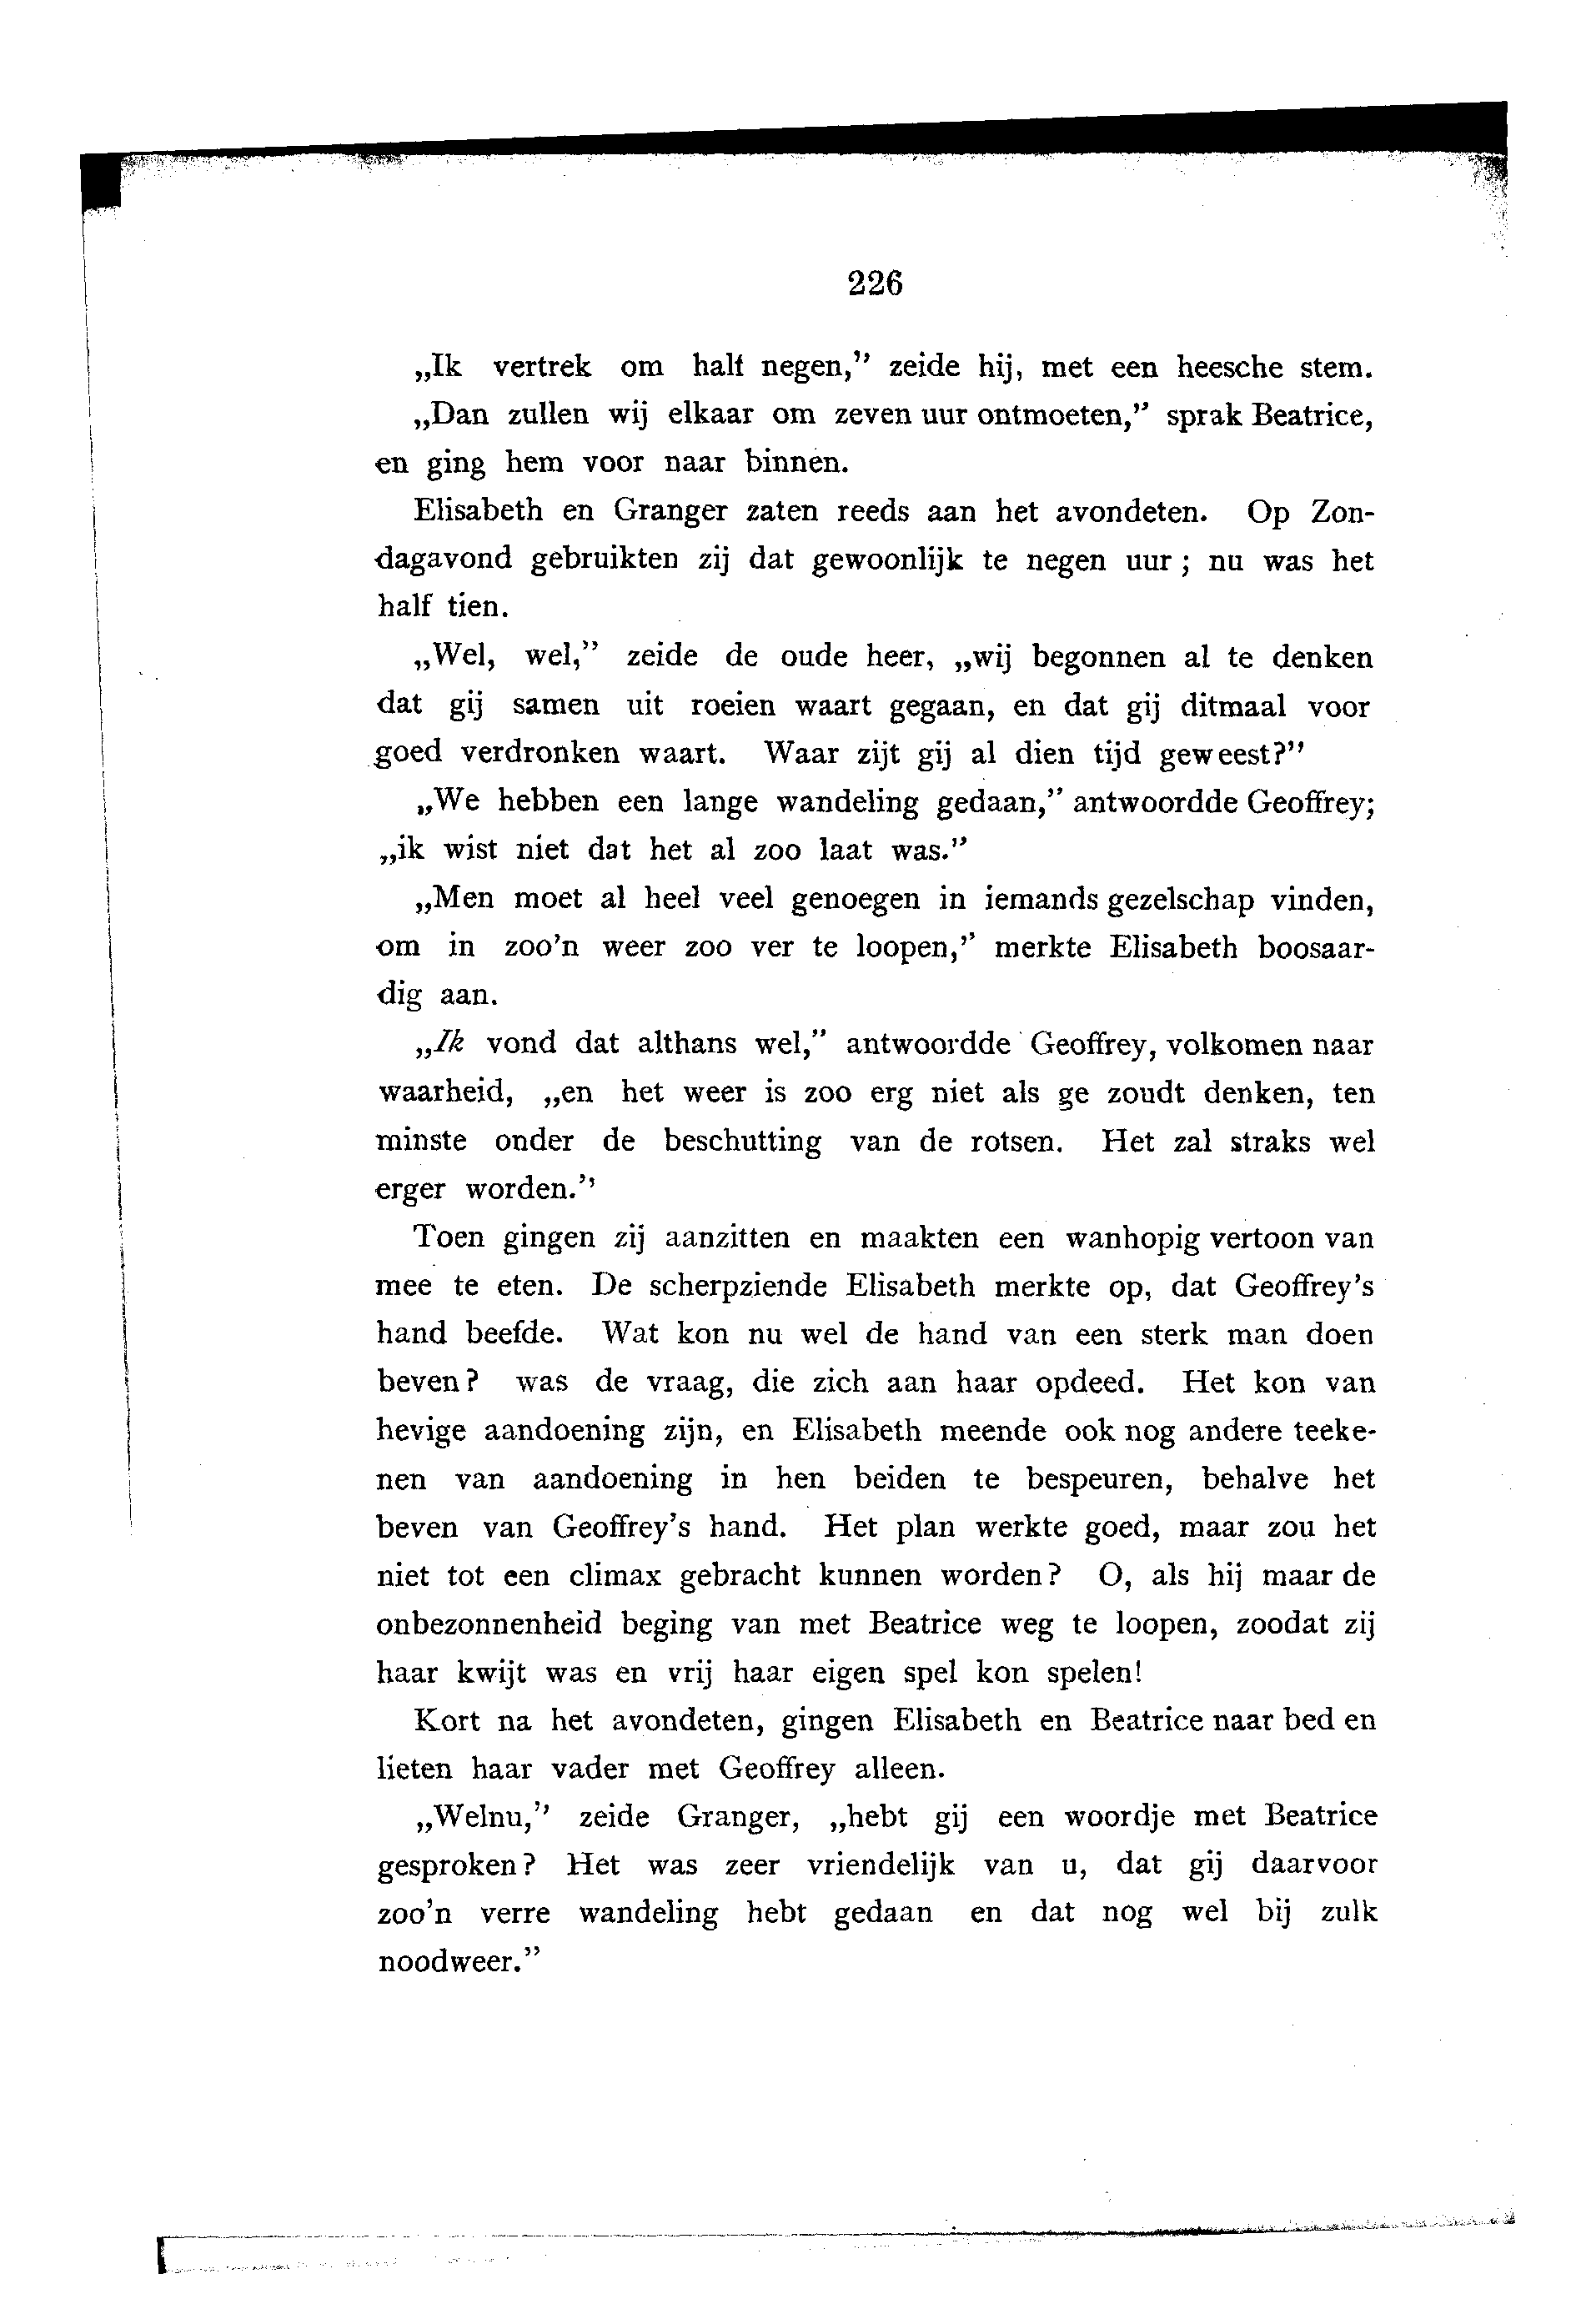 226
„Ik vertrek om half negen,” zeide hij, met een heesche stem.
„Dan zullen wij elkaar om zeven uur ontmoeten,” sprak Beatrice,
en ging hem voor naar binnen.
Elisabeth en Granger zaten reeds aan het avondeten. Op Zon-
dagavond gebruikten zij dat gewoonlijk te negen uur; nu was het
half tien.
„Wel, wel,” zeide de oude heer, „wij begonnen al te denken
dat gij samen uit roeien waart gegaan, en dat gij ditmaal voor
goed verdronken waart. Waar zijt gij al dien tijd geweest?”
„We hebben een lange wandeling gedaan,” antwoordde Geoffrey;
„ik wist niet dat het al zoo laat was.”
„Men moet al heel veel genoegen in iemands gezelschap vinden,
om in zoo'n weer zoo ver te loopen,” merkte Elisabeth boosaar-
dig aan.
„Ik vond dat althans wel,” antwoordde Geoffrey, volkomen naar
waarheid, „en het weer is zoo erg niet als ge zoudt denken, ten
minste onder de beschutting van de rotsen. Het zal straks wel
erger worden.”
Toen gingen zij aanzitten en maakten een wanhopig vertoon van
mee te eten. De scherpziende Elisabeth merkte op, dat Geoffrey's
hand beefde. Wat kon nu wel de hand van een sterk man doen
beven? was de vraag, die zich aan haar opdeed. Het kon van
hevige aandoening zijn, en Elisabeth meende ook nog andere teeke-
nen van aandoening in hen beiden te bespeuren, behalve het
beven van Geoffrey's hand. Het plan werkte goed, maar zou het
niet tot een climax gebracht kunnen worden? O, als hij maar de
onbezonnenheid beging van met Beatrice weg te loopen, zoodat zij
haar kwijt was en vrij haar eigen spel kon spelen!
Kort na het avondeten, gingen Elisabeth en Beatrice naar bed en
lieten haar vader met Geoffrey alleen.
„Welnu,” zeide Granger, „hebt gij een woordje met Beatrice
gesproken? Het was zeer vriendelijk van u, dat gij daarvoor
zoo'n verre wandeling hebt gedaan en dat nog wel bij zulk
noodweer.”